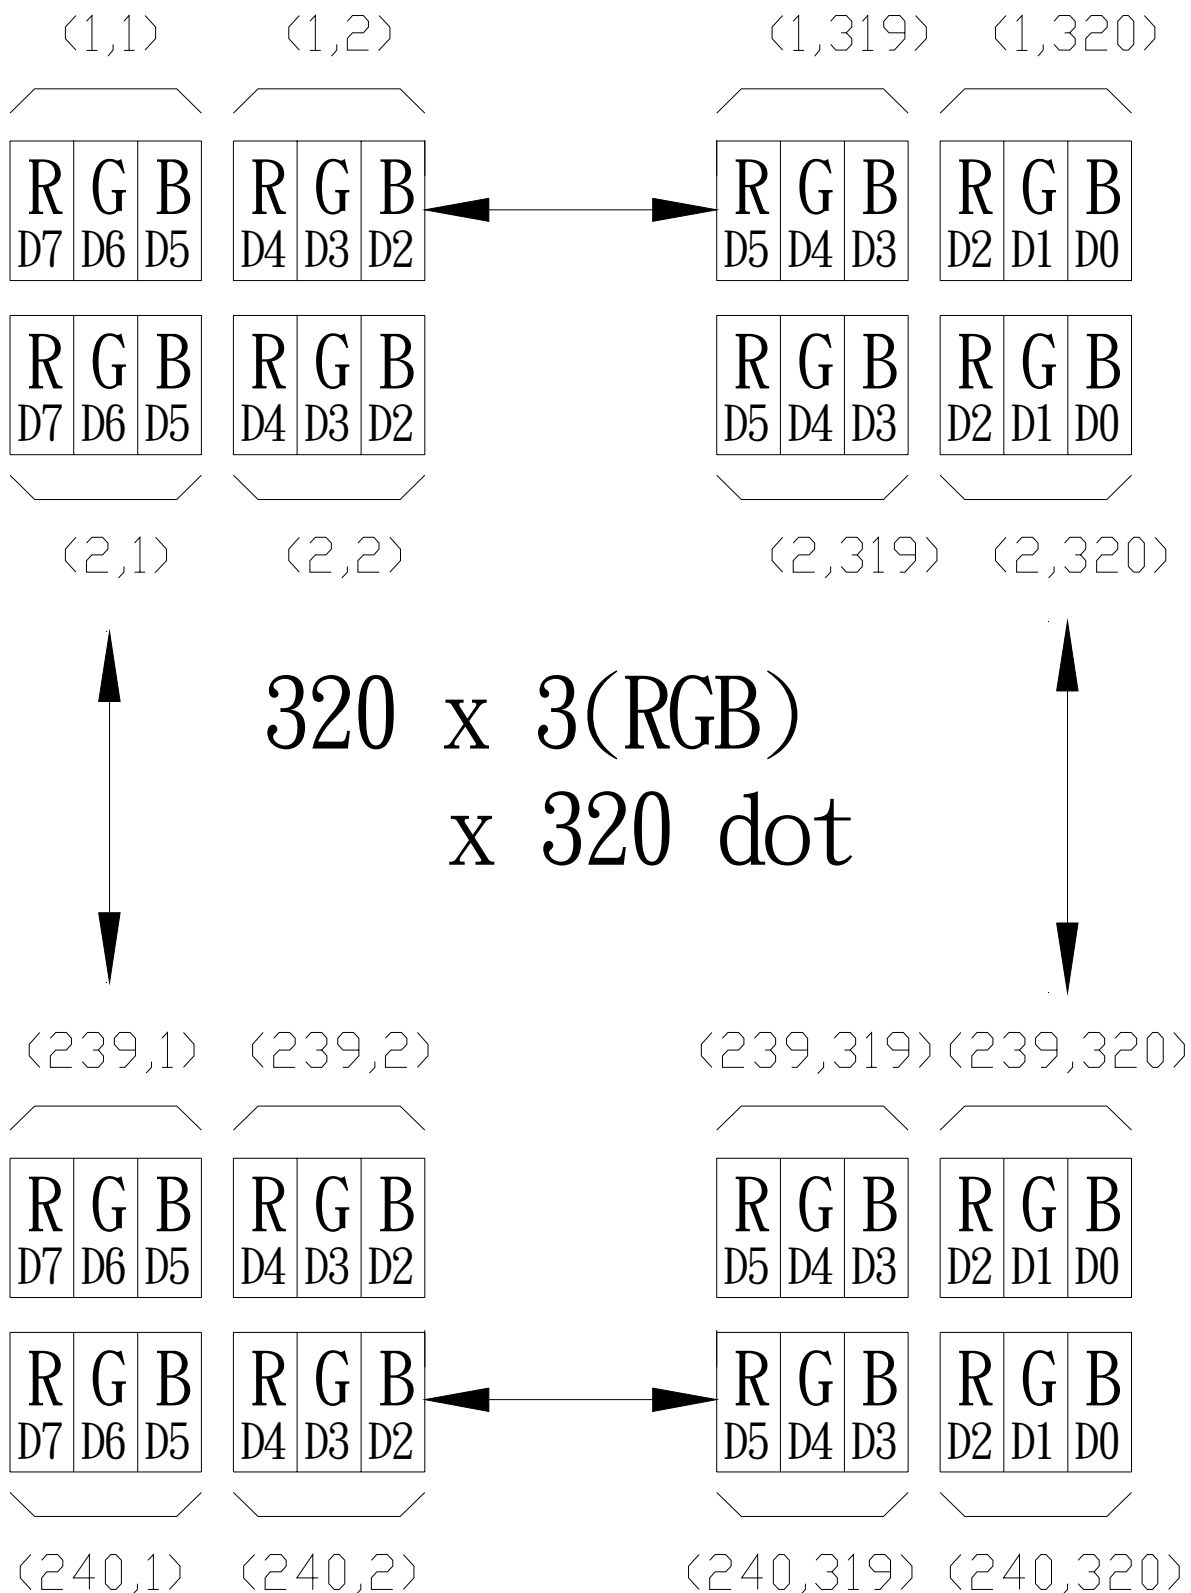 (1,1) (1,2) (1,319) (1,320)
R G B R G B R G B R G B
D7 D6 D5 D4 D3 D2 D5 D4 D3 D2 D1 D0
R G B R G B R G B R G B
D7 D6 D5 D4 D3 D2 D5 D4 D3 D2 D1 D0
(2,1) (2,2) (2,319) (2,320)
320 x 3(RGB)
x 320 dot
(239,1) (239,2) (239,319) (239,320)
R G B R G B R G B R G B
D7 D6 D5 D4 D3 D2 D5 D4 D3 D2 D1 D0
R G B R G B R G B R G B
D7 D6 D5 D4 D3 D2 D5 D4 D3 D2 D1 D0
(240,1) (240,2) (240,319) (240,320)